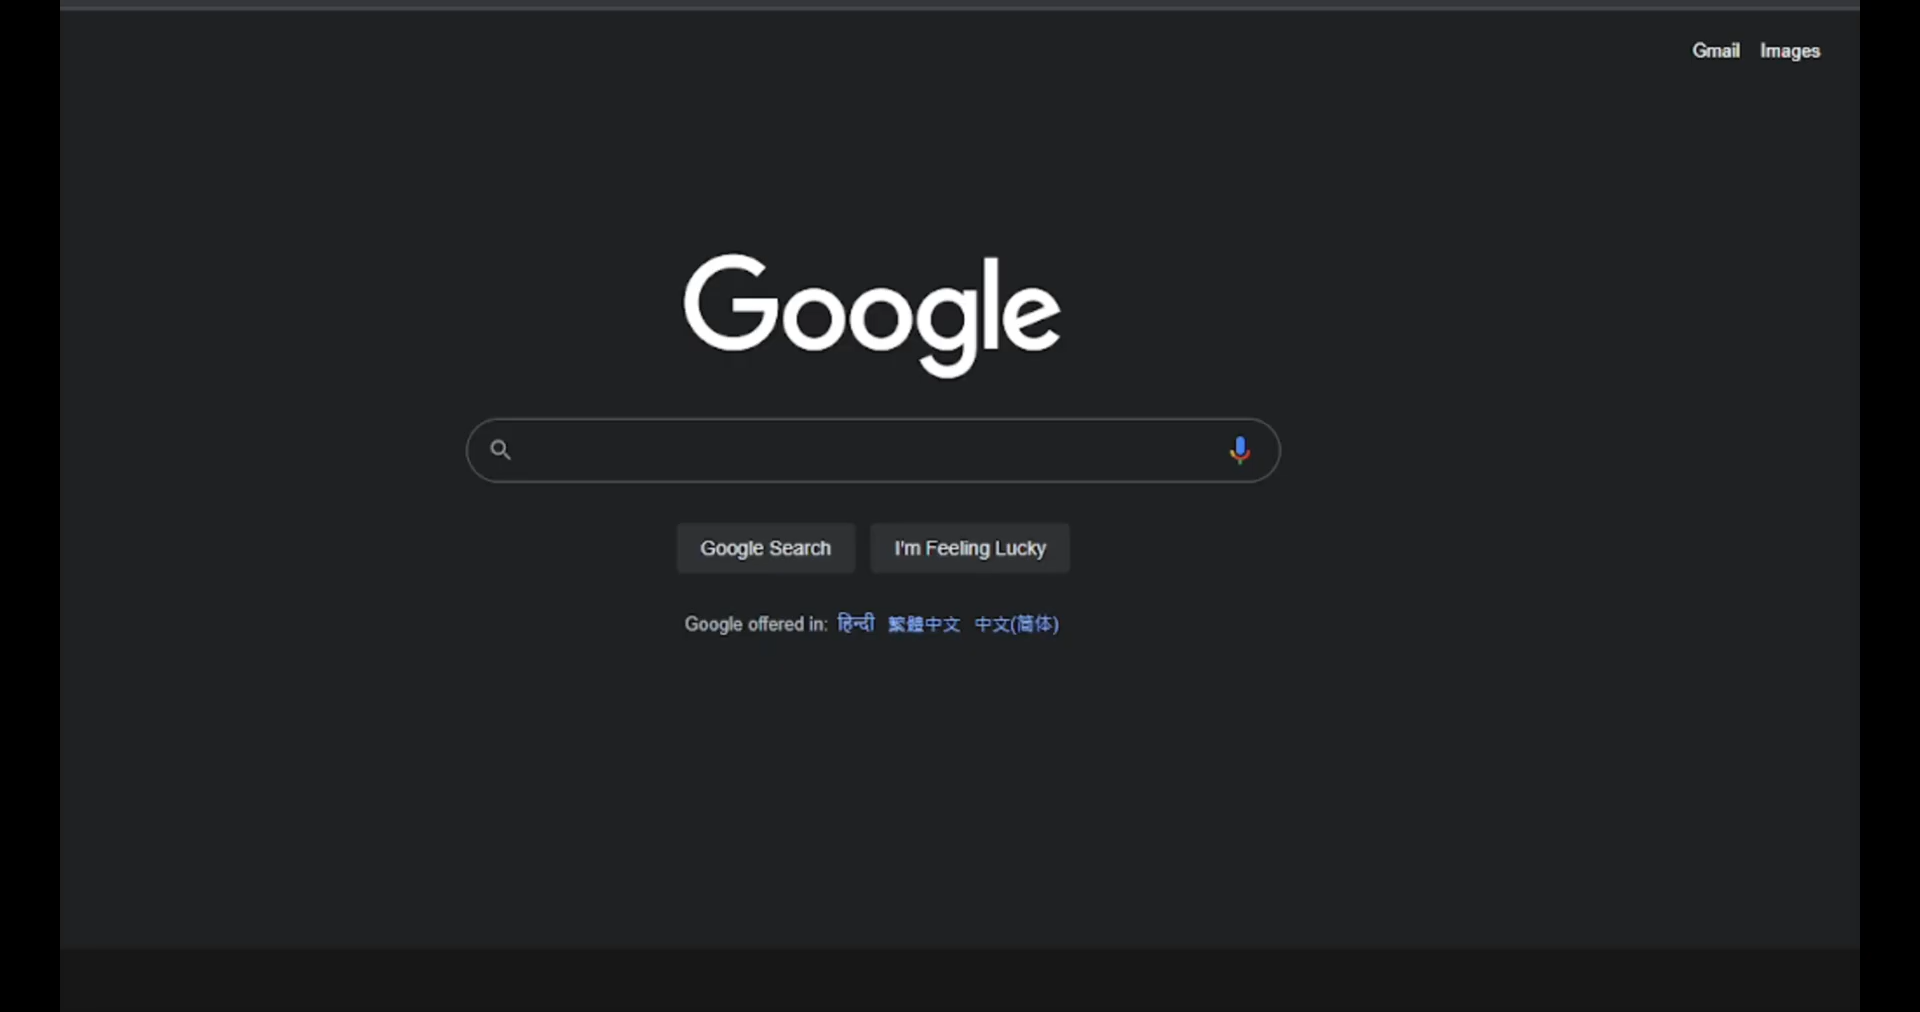 Gmail Images
Google
Google Search I'm Feeling Lucky
Google offered in: हिन्दी 繁體中文 中文(简体)